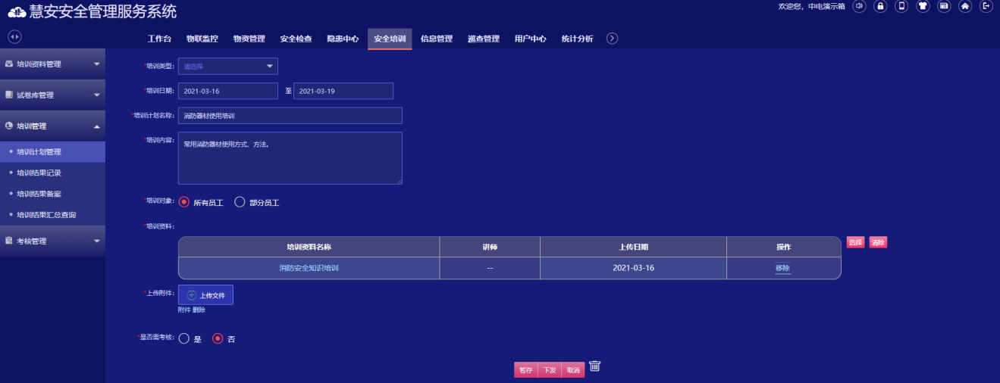 慧安安全管理服务系统
欢迎您，中电演示箱
工作台 物联监控 物资管理 安全检查 隐患中心 安全培训 信息管理 巡查管理 用户中心 统计分析
培训资料管理
试卷库管理
培训管理
培训计划管理
培训结果记录
培训结果备案
培训结果汇总查询
考核管理
*培训类型: 请选择
*培训日期: 2021-03-16 至 2021-03-19
*培训计划名称: 消防器材使用培训
*培训内容: 常用消防器材使用方式、方法。
*培训对象: 所有员工 部分员工
*培训资料:
培训资料名称 讲师 上传日期 操作 选择 清除
消防安全知识培训 -- 2021-03-16 移除
*上传附件: 上传文件
附件 删除
*是否需考核: 是 否
暂存 下发 取消